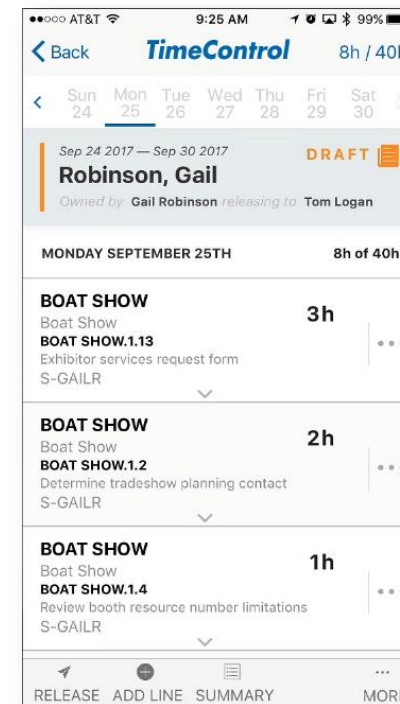 AT&T 9:25 AM 99%
Back TimeControl 8h / 40h
Sun Mon Tue Wed Thu Fri Sat
24 25 26 27 28 29 30
Sep 24 2017 — Sep 30 2017 DRAFT
Robinson, Gail
Owned by Gail Robinson releasing to Tom Logan
MONDAY SEPTEMBER 25TH 8h of 40h
BOAT SHOW
Boat Show 3h
BOAT SHOW.1.13
Exhibitor services request form
S-GAILR
BOAT SHOW
Boat Show 2h
BOAT SHOW.1.2
Determine tradeshow planning contact
S-GAILR
BOAT SHOW
Boat Show 1h
BOAT SHOW.1.4
Review booth resource number limitations
S-GAILR
RELEASE ADD LINE SUMMARY MORE